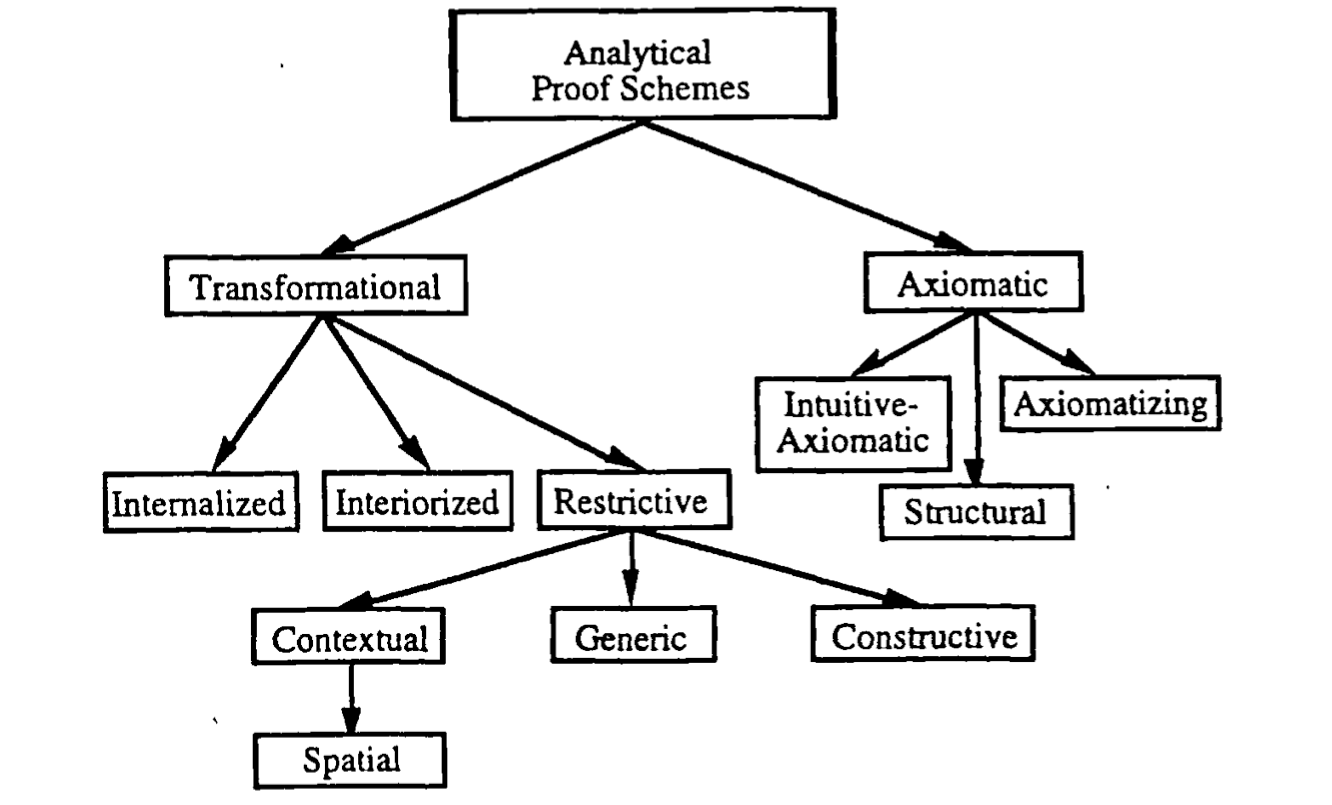 Analytical
Proof Schemes
Transformational
Axiomatic
Intuitive-
Axiomatic
Axiomatizing
Internalized
Interiorized
Restrictive
Structural
Contextual
Generic
Constructive
Spatial